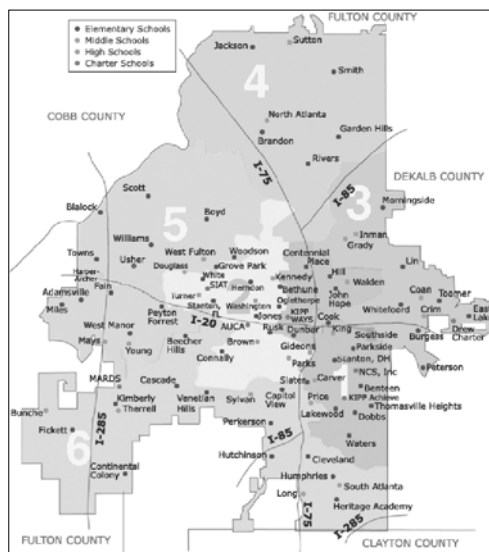 FULTON COUNTY
Elementary Schools
Middle Schools
High Schools
Charter Schools
Jackson
Sutton
Smith
4
COBB COUNTY
North Atlanta
Brandon
Garden Hills
Rivers
I-75
I-85
DEKALB COUNTY
3
Morningside
Scott
Blalock
5
Boyd
Inman
Grady
Williams
West Fulton
Woodson
Centennial
Place
Lin
Towns
Usher
Douglass
Grove Park
Harper-
Archer
White
SIAT
Herndon
Kennedy
Hill
Walden
Bethune
Adamsville
Fain
Turner
2
Oglethorpe
John
Hope
Coan
Toomer
Miles
Peyton
Forrest
Stanton,
FL
Washington
KIPP
WAYS
Whitefoord
Crim
East
Lake
I-20
Jones
Cook
Drew
Charter
AUCA
Rusk
Dunbar
King
Burgess
West Manor
Beecher
Hills
Brown
Southside
Mays
Young
Gideons
Parkside
Connally
Parks
Stanton, DH
Peterson
MARDS
NCS, Inc
Cascade
Slater
Carver
1
Benteen
Kimberly
Venetian
Hills
Sylvan
Capitol
View
Price
KIPP Achieve
Bunche
Therrell
Lakewood
Thomasville Heights
Dobbs
Fickett
I-285
Perkerson
6
I-85
Waters
Hutchinson
Cleveland
Continental
Colony
Humphries
South Atlanta
Long
Heritage Academy
I-75
I-285
FULTON COUNTY
CLAYTON COUNTY